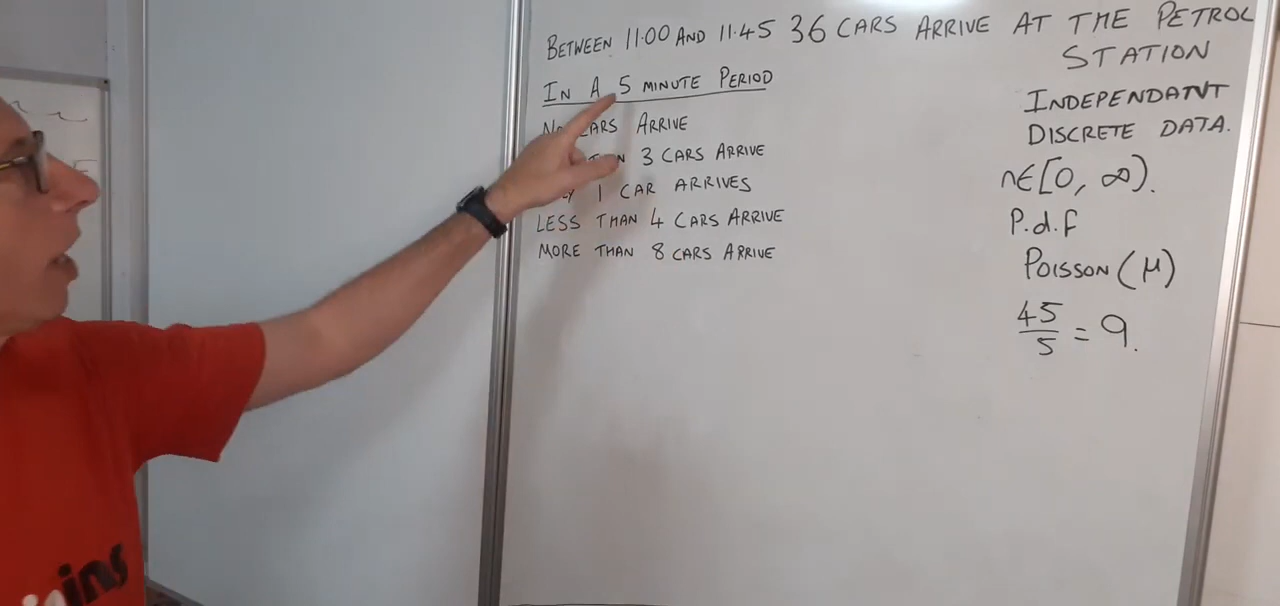 BETWEEN 11.00 AND 11.45 36 CARS ARRIVE AT THE PETROL
STATION
IN A 5 MINUTE PERIOD
CARS ARRIVE
3 CARS ARRIVE
1 CAR ARRIVES
LESS THAN 4 CARS ARRIVE
MORE THAN 8 CARS ARRIVE
INDEPENDANT
DISCRETE DATA.
n∈[0, ∞).
P.d.f
POISSON (μ)
45/5 = 9.